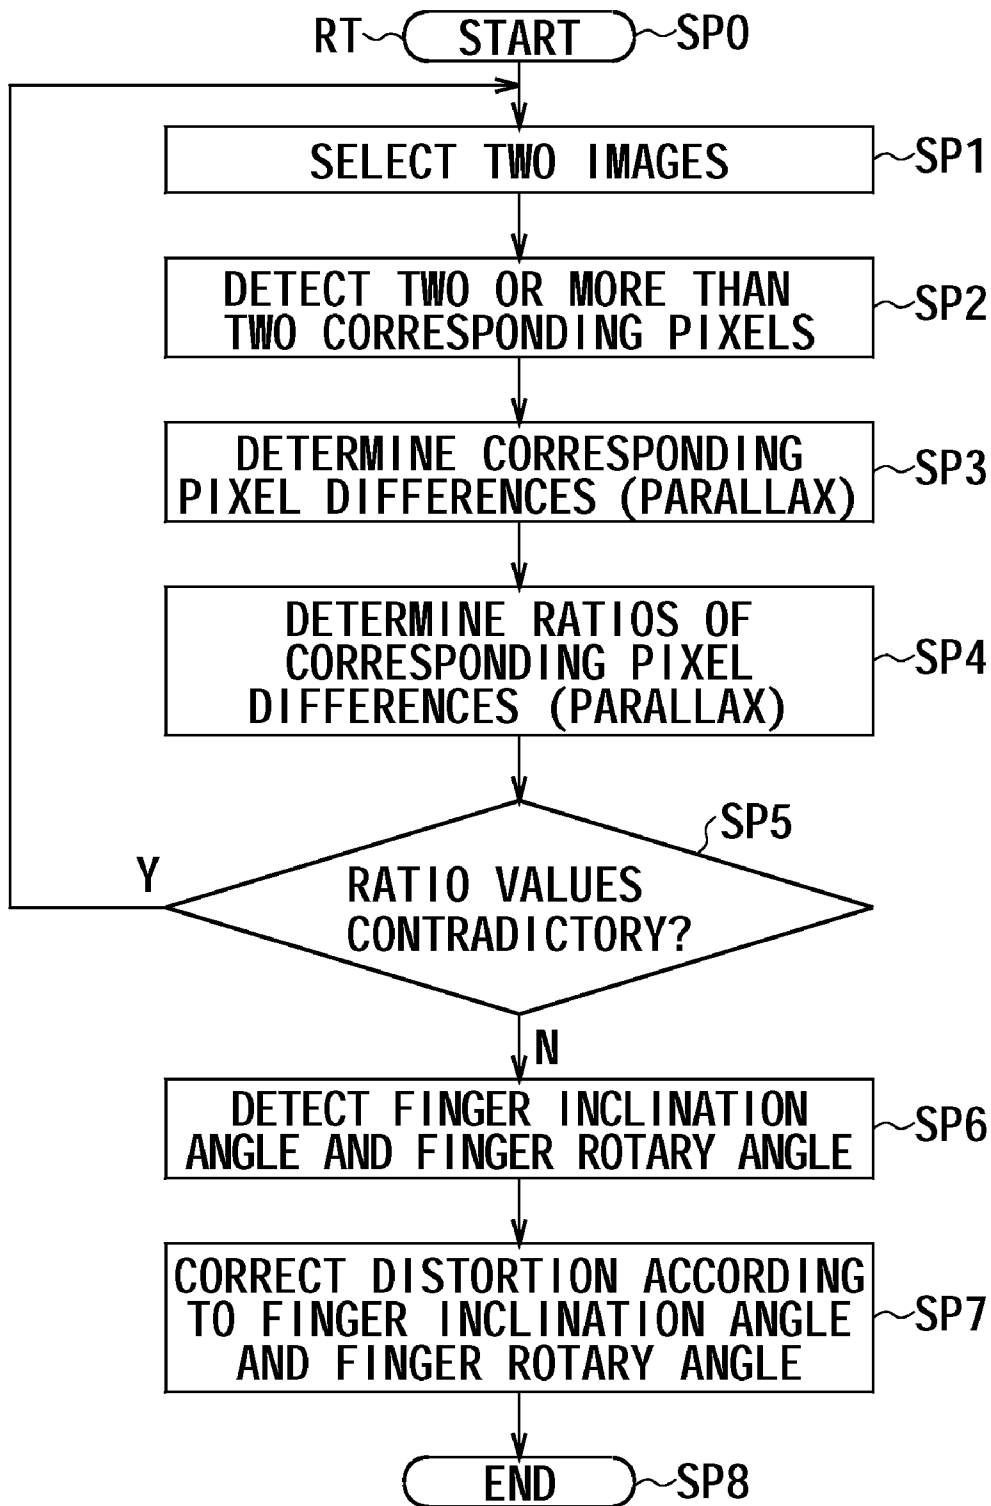 RT START SP0
SELECT TWO IMAGES SP1
DETECT TWO OR MORE THAN
TWO CORRESPONDING PIXELS SP2
DETERMINE CORRESPONDING
PIXEL DIFFERENCES (PARALLAX) SP3
DETERMINE RATIOS OF
CORRESPONDING PIXEL
DIFFERENCES (PARALLAX) SP4
SP5
Y
RATIO VALUES
CONTRADICTORY?
N
DETECT FINGER INCLINATION
ANGLE AND FINGER ROTARY ANGLE SP6
CORRECT DISTORTION ACCORDING
TO FINGER INCLINATION ANGLE
AND FINGER ROTARY ANGLE SP7
END SP8